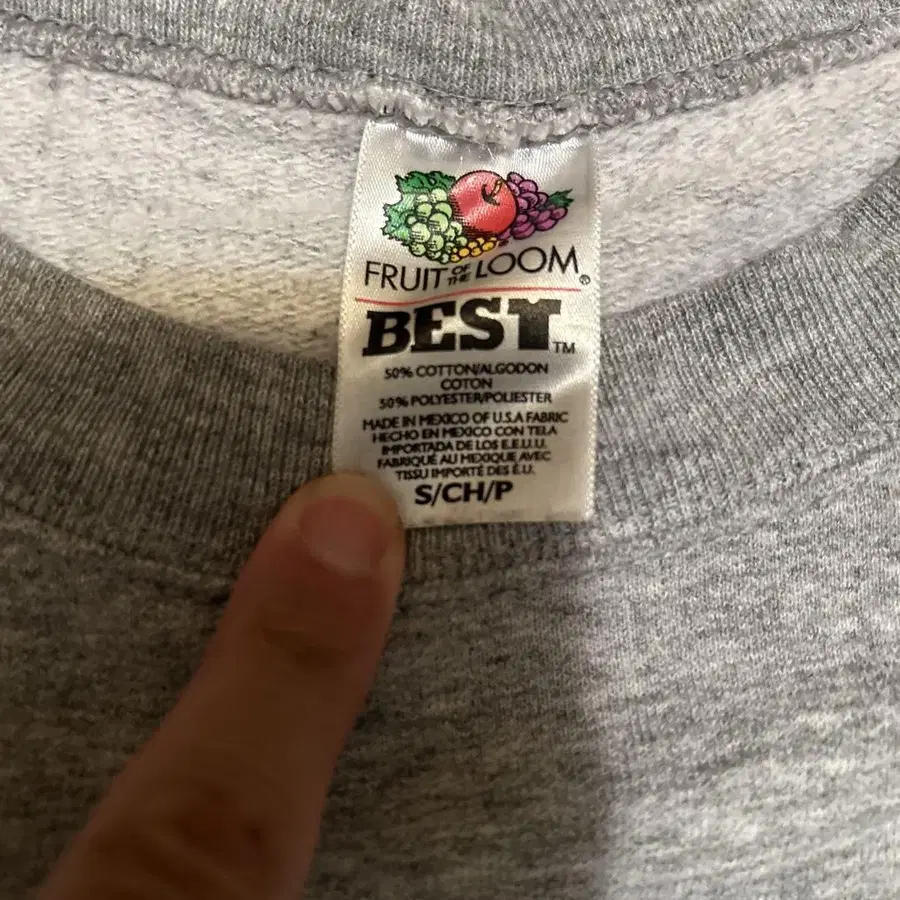 FRUIT OF THE LOOM®
BEST™
50% COTTON/ALGODON
COTON
50% POLYESTER/POLIESTER
MADE IN MEXICO OF U.S.A FABRIC
HECHO EN MEXICO CON TELA
IMPORTADA DE LOS E.E.U.U.
FABRIQUÉ AU MEXIQUE AVEC
TISSU IMPORTÉ DES É.U.
S/CH/P